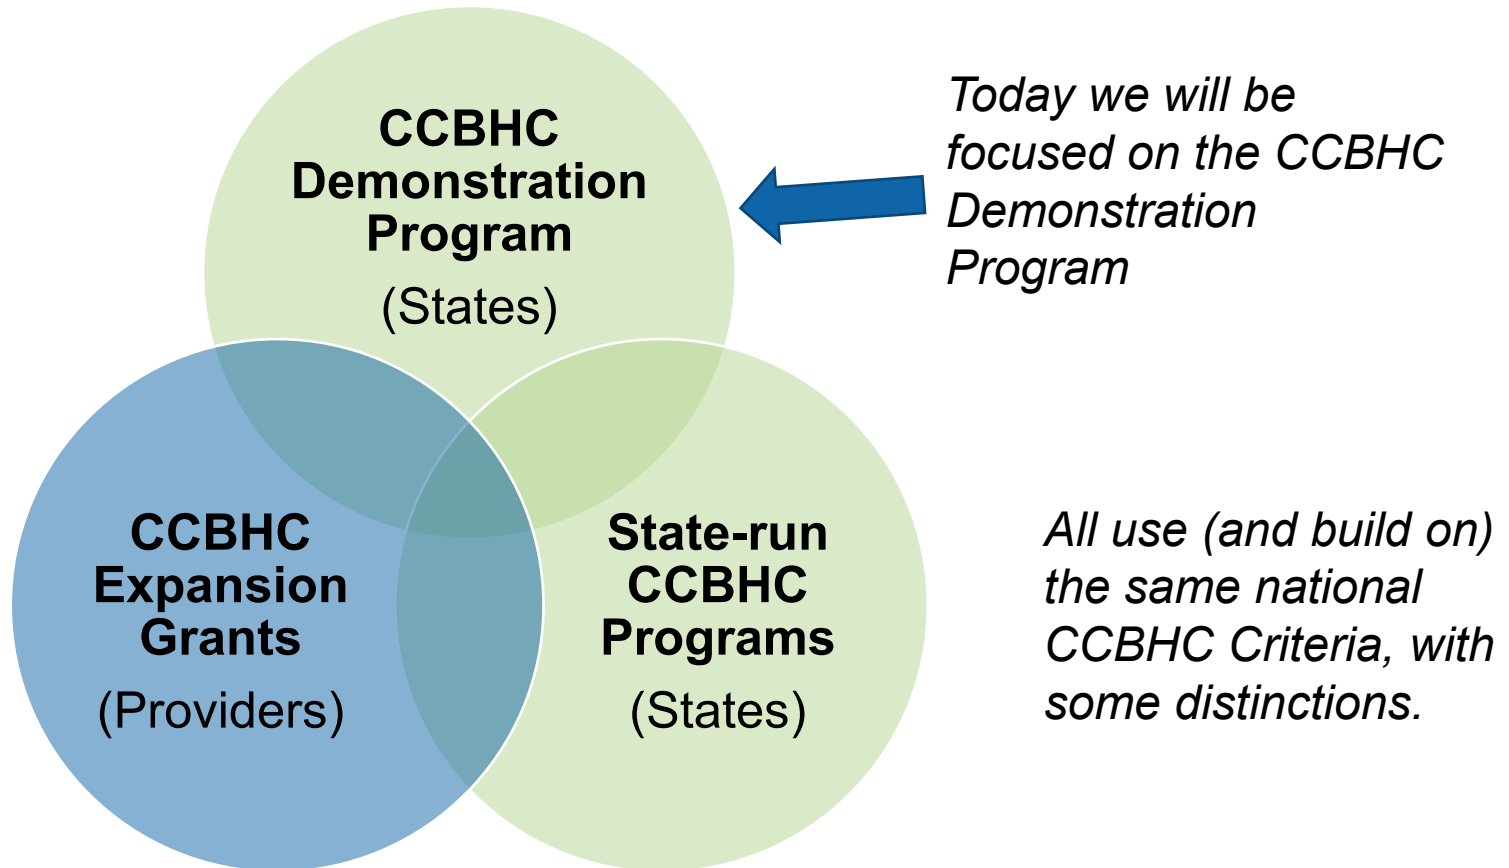 CCBHC
Demonstration
Program
(States)
Today we will be
focused on the CCBHC
Demonstration
Program
CCBHC
Expansion
Grants
(Providers)
State-run
CCBHC
Programs
(States)
All use (and build on)
the same national
CCBHC Criteria, with
some distinctions.